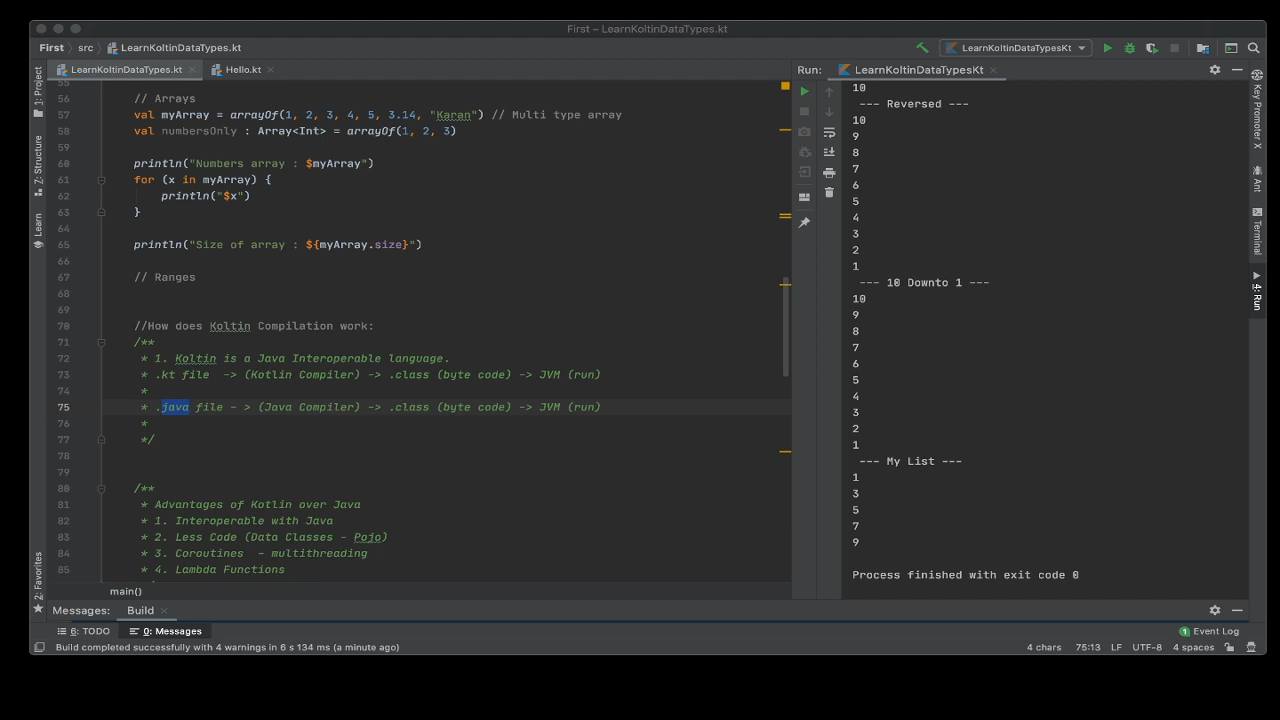 First – LearnKoltinDataTypes.kt
First src LearnKoltinDataTypes.kt LearnKoltinDataTypesKt
LearnKoltinDataTypes.kt Hello.kt
1: Project
7: Structure
Learn
2: Favorites
55
56 // Arrays
57 val myArray = arrayOf(1, 2, 3, 4, 5, 3.14, "Karan") // Multi type array
58 val numbersOnly : Array<Int> = arrayOf(1, 2, 3)
59
60 println("Numbers array : $myArray")
61 for (x in myArray) {
62 println("$x")
63 }
64
65 println("Size of array : ${myArray.size}")
66
67 // Ranges
68
69
70 //How does Koltin Compilation work:
71 /**
72 * 1. Koltin is a Java Interoperable language.
73 * .kt file -> (Kotlin Compiler) -> .class (byte code) -> JVM (run)
74 *
75 * .java file - > (Java Compiler) -> .class (byte code) -> JVM (run)
76 *
77 */
78
79
80 /**
81 * Advantages of Kotlin over Java
82 * 1. Interoperable with Java
83 * 2. Less Code (Data Classes - Pojo)
84 * 3. Coroutines - multithreading
85 * 4. Lambda Functions
main()
Run: LearnKoltinDataTypesKt
10
--- Reversed ---
10
9
8
7
6
5
4
3
2
1
--- 10 Downto 1 ---
10
9
8
7
6
5
4
3
2
1
--- My List ---
1
3
5
7
9
Process finished with exit code 0
Key Promoter X
Ant
Terminal
4: Run
Messages: Build
6: TODO 0: Messages 1 Event Log
Build completed successfully with 4 warnings in 6 s 134 ms (a minute ago) 4 chars 75:13 LF UTF-8 4 spaces